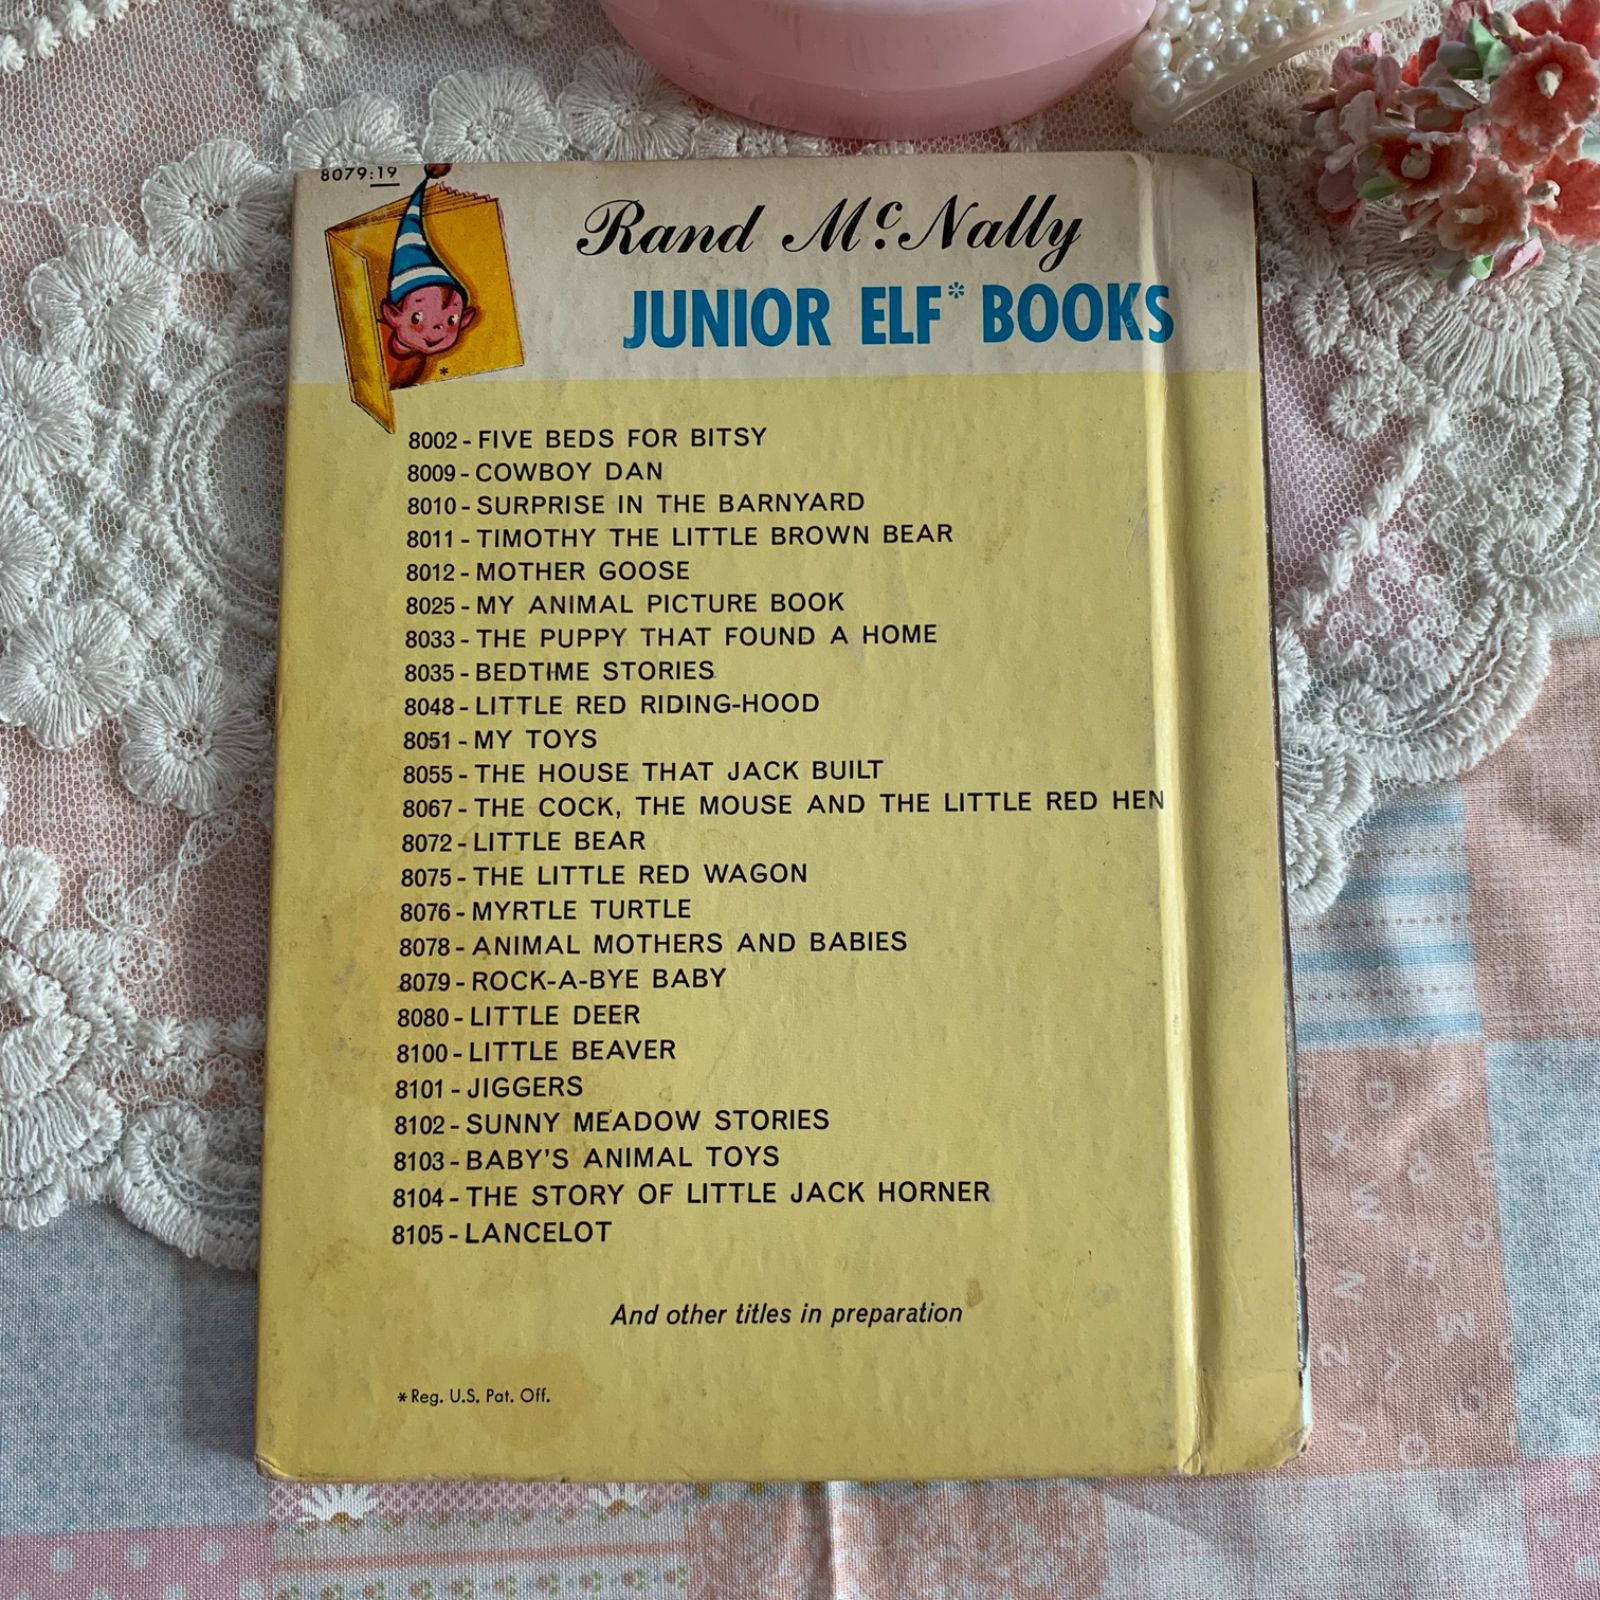 8079:19
Rand McNally
JUNIOR ELF* BOOKS
*
8002 - FIVE BEDS FOR BITSY
8009 - COWBOY DAN
8010 - SURPRISE IN THE BARNYARD
8011 - TIMOTHY THE LITTLE BROWN BEAR
8012 - MOTHER GOOSE
8025 - MY ANIMAL PICTURE BOOK
8033 - THE PUPPY THAT FOUND A HOME
8035 - BEDTIME STORIES
8048 - LITTLE RED RIDING-HOOD
8051 - MY TOYS
8055 - THE HOUSE THAT JACK BUILT
8067 - THE COCK, THE MOUSE AND THE LITTLE RED HEN
8072 - LITTLE BEAR
8075 - THE LITTLE RED WAGON
8076 - MYRTLE TURTLE
8078 - ANIMAL MOTHERS AND BABIES
8079 - ROCK-A-BYE BABY
8080 - LITTLE DEER
8100 - LITTLE BEAVER
8101 - JIGGERS
8102 - SUNNY MEADOW STORIES
8103 - BABY'S ANIMAL TOYS
8104 - THE STORY OF LITTLE JACK HORNER
8105 - LANCELOT
And other titles in preparation
* Reg. U.S. Pat. Off.